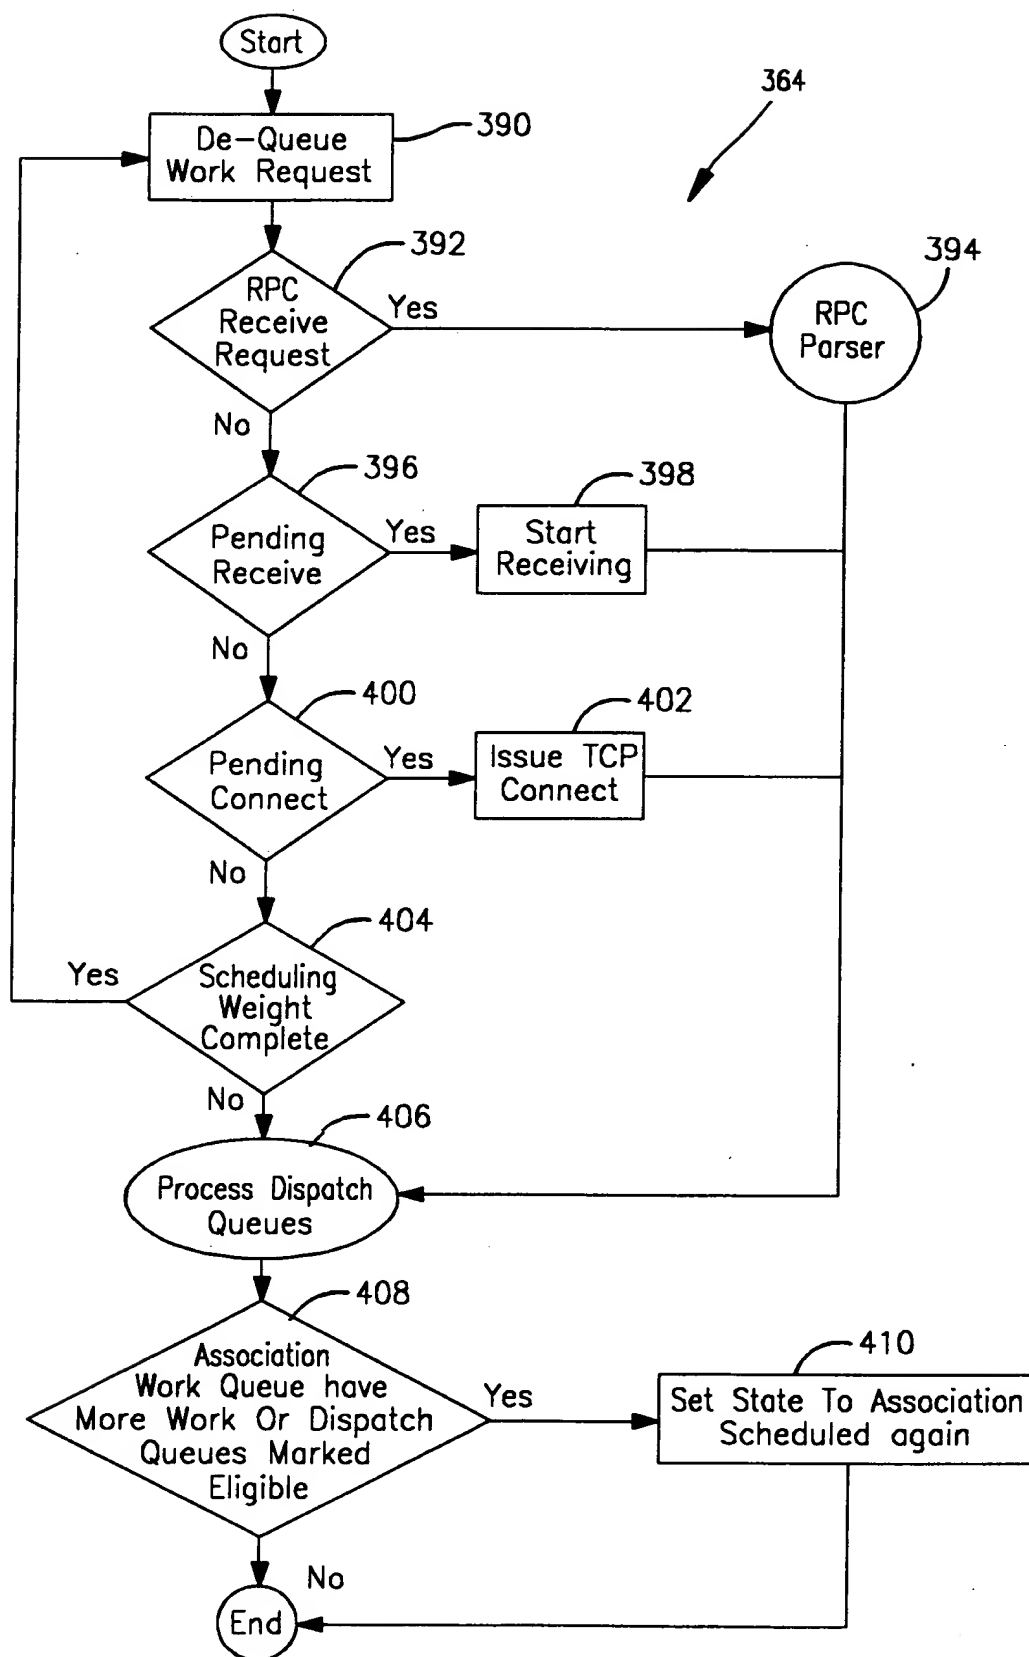 Start
364
De-Queue
Work Request
390
392
394
RPC
Receive
Request
Yes
RPC
Parser
No
396
398
Pending
Receive
Yes
Start
Receiving
No
400
402
Pending
Connect
Yes
Issue TCP
Connect
No
404
Yes
Scheduling
Weight
Complete
No
406
Process Dispatch
Queues
408
410
Association
Work Queue have
More Work Or Dispatch
Queues Marked
Eligible
Yes
Set State To Association
Scheduled again
No
End